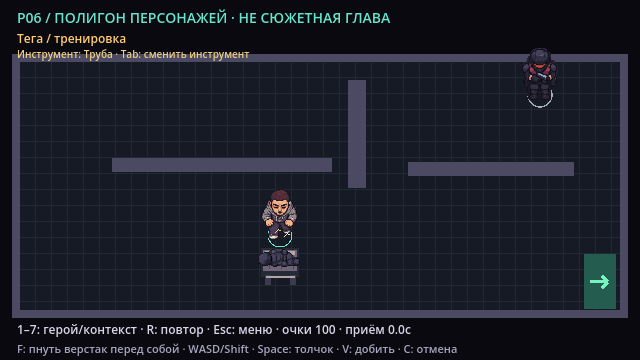 P06 / ПОЛИГОН ПЕРСОНАЖЕЙ · НЕ СЮЖЕТНАЯ ГЛАВА
Тега / тренировка
Инструмент: Труба · Tab: сменить инструмент
1–7: герой/контекст · R: повтор · Esc: меню · очки 100 · приём 0.0с
F: пнуть верстак перед собой · WASD/Shift · Space: толчок · V: добить · C: отмена